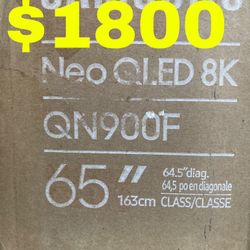 $1800
Neo QLED 8K
QN900F
65"
64.5"diag.
64,5 po en diagonale
163cm CLASS/CLASSE